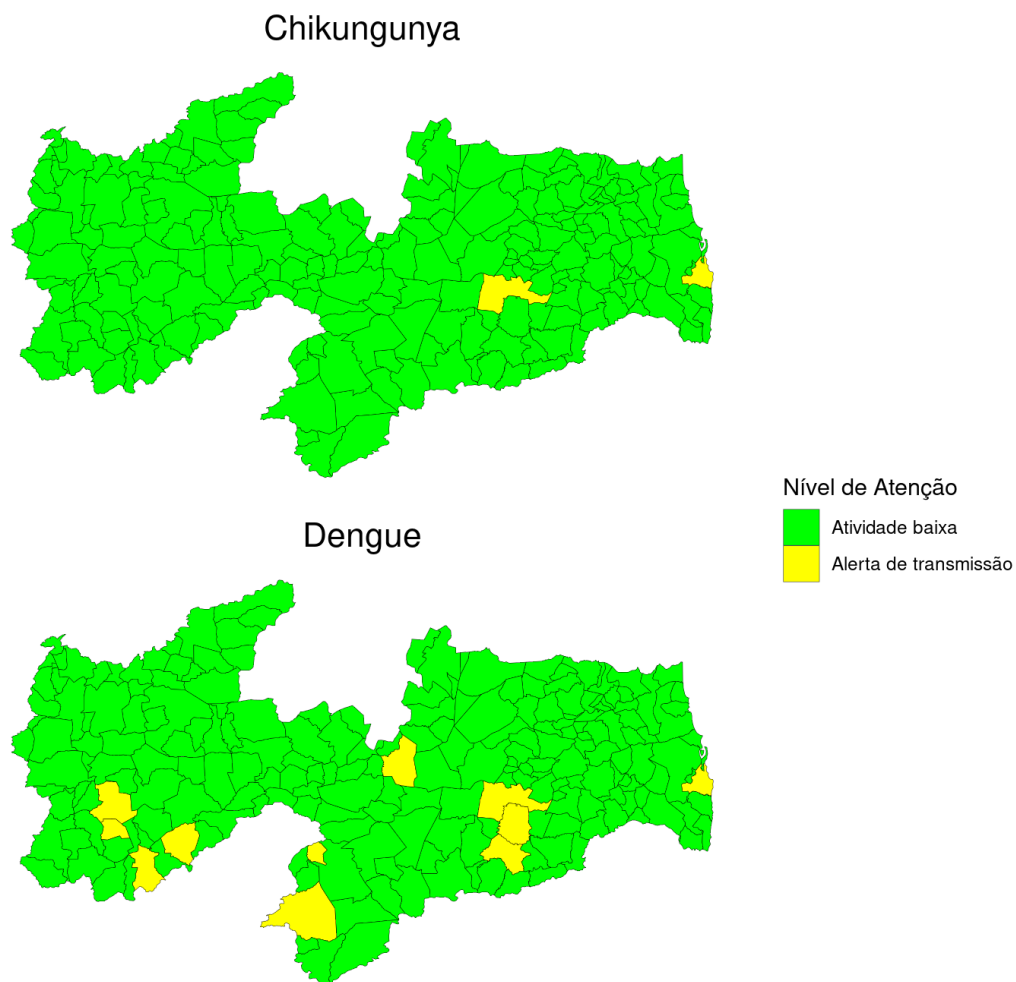 Chikungunya
Nível de Atenção
Atividade baixa
Alerta de transmissão
Dengue